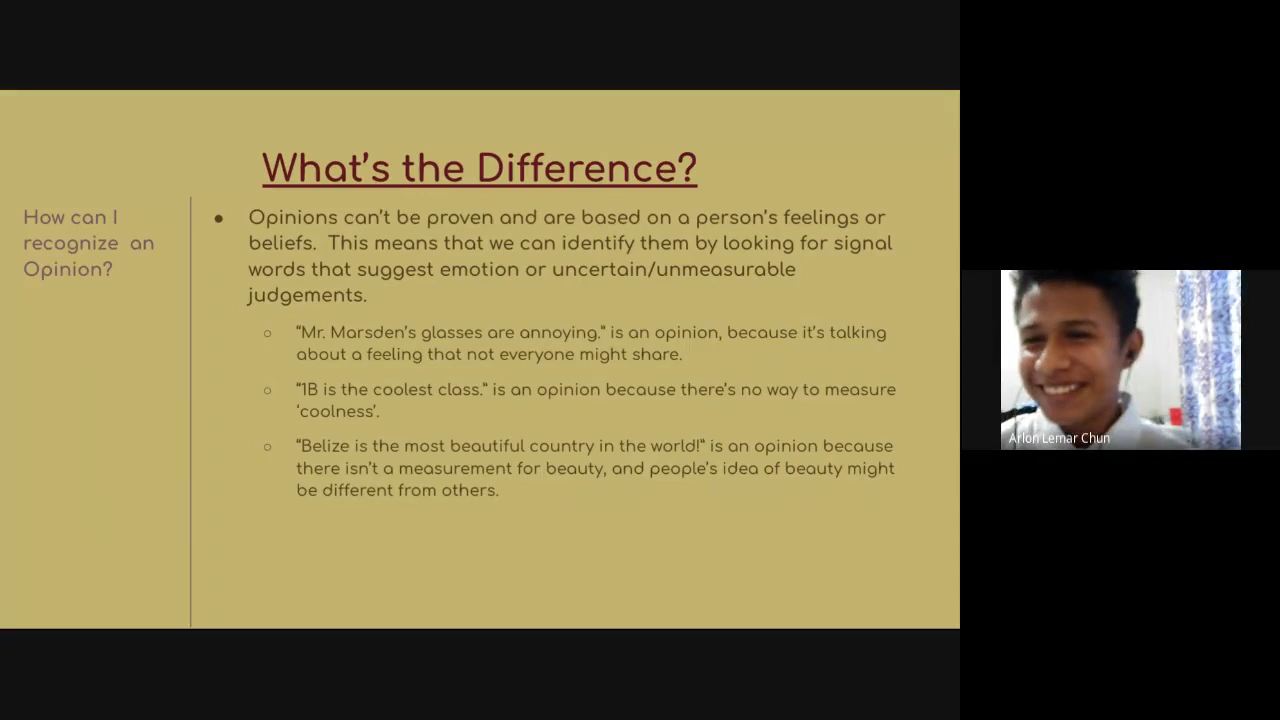 What's the Difference?
How can I
recognize an
Opinion?
● Opinions can't be proven and are based on a person's feelings or
beliefs. This means that we can identify them by looking for signal
words that suggest emotion or uncertain/unmeasurable
judgements.
○ “Mr. Marsden's glasses are annoying.” is an opinion, because it's talking
about a feeling that not everyone might share.
○ “1B is the coolest class.” is an opinion because there's no way to measure
‘coolness’.
○ “Belize is the most beautiful country in the world!” is an opinion because
there isn't a measurement for beauty, and people's idea of beauty might
be different from others.
Arlon Lemar Chun